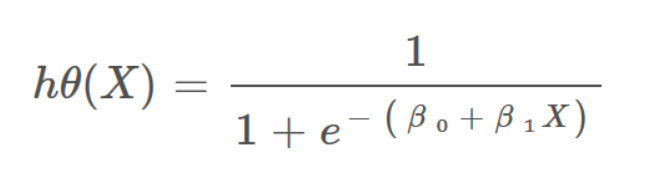 hθ(X) = 1 / 1 + e^−(β₀ + β₁X)